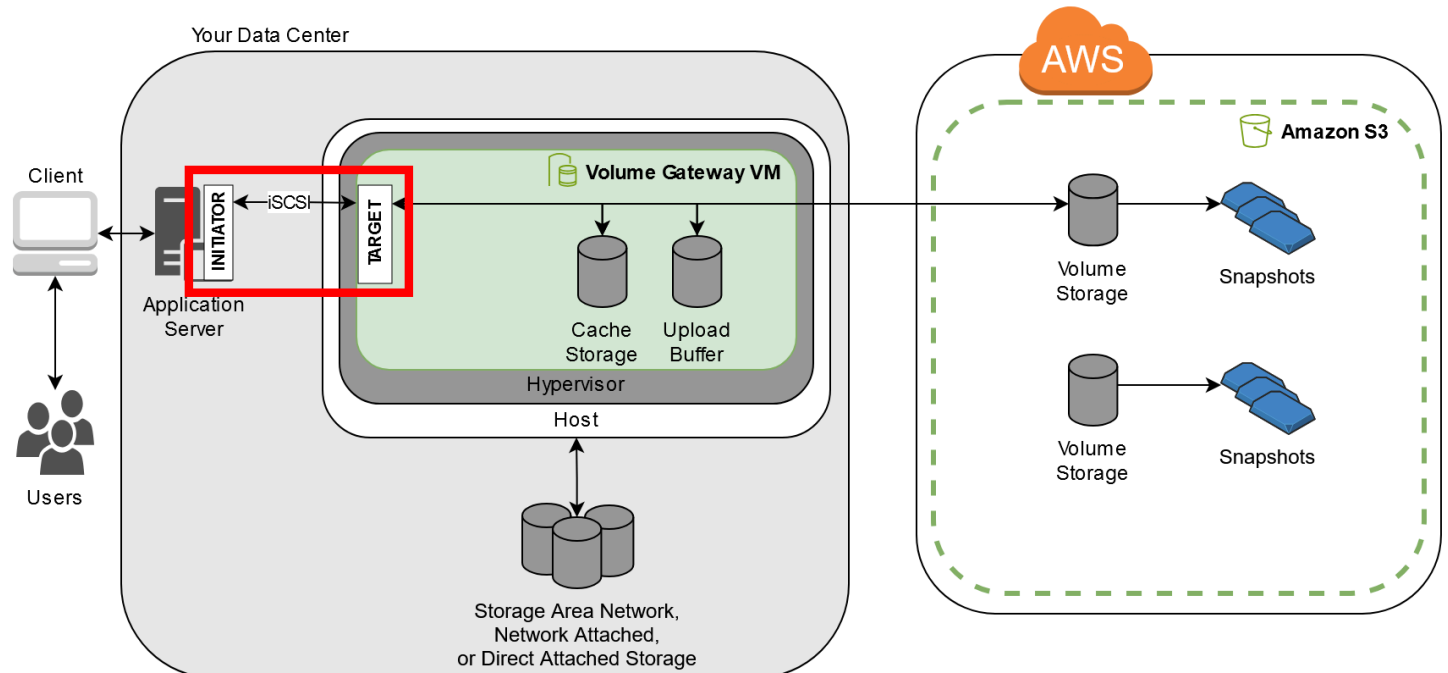 Your Data Center
AWS
Amazon S3
Client
Volume Gateway VM
INITIATOR
iSCSI
TARGET
Application
Server
Cache
Storage
Upload
Buffer
Hypervisor
Host
Volume
Storage
Snapshots
Volume
Storage
Snapshots
Users
Storage Area Network,
Network Attached,
or Direct Attached Storage